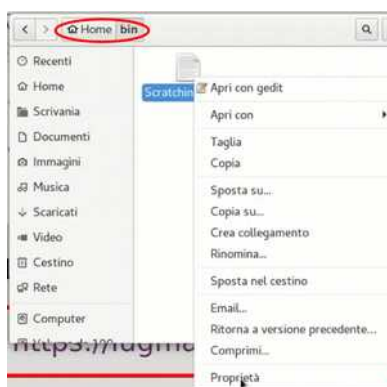 Home bin
Recenti
Home
Scrivania
Documenti
Immagini
Musica
Scaricati
Video
Cestino
Rete
Computer
Scratchin
Apri con gedit
Apri con
Taglia
Copia
Sposta su...
Copia su...
Crea collegamento
Rinomina...
Sposta nel cestino
Email...
Ritorna a versione precedente...
Comprimi...
Proprietà